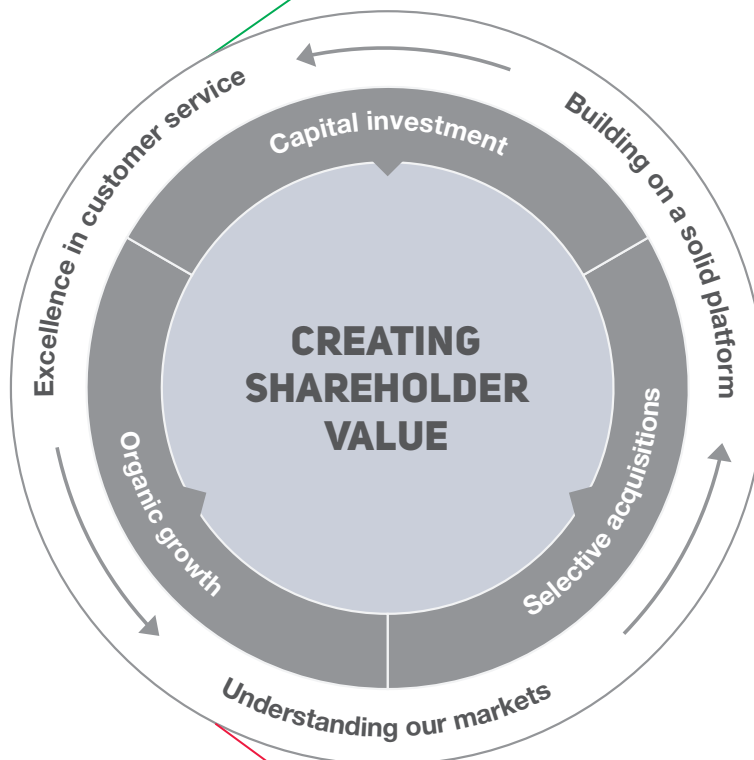 Excellence in customer service
Building on a solid platform
Capital investment
CREATING
SHAREHOLDER
VALUE
Organic growth
Selective acquisitions
Understanding our markets